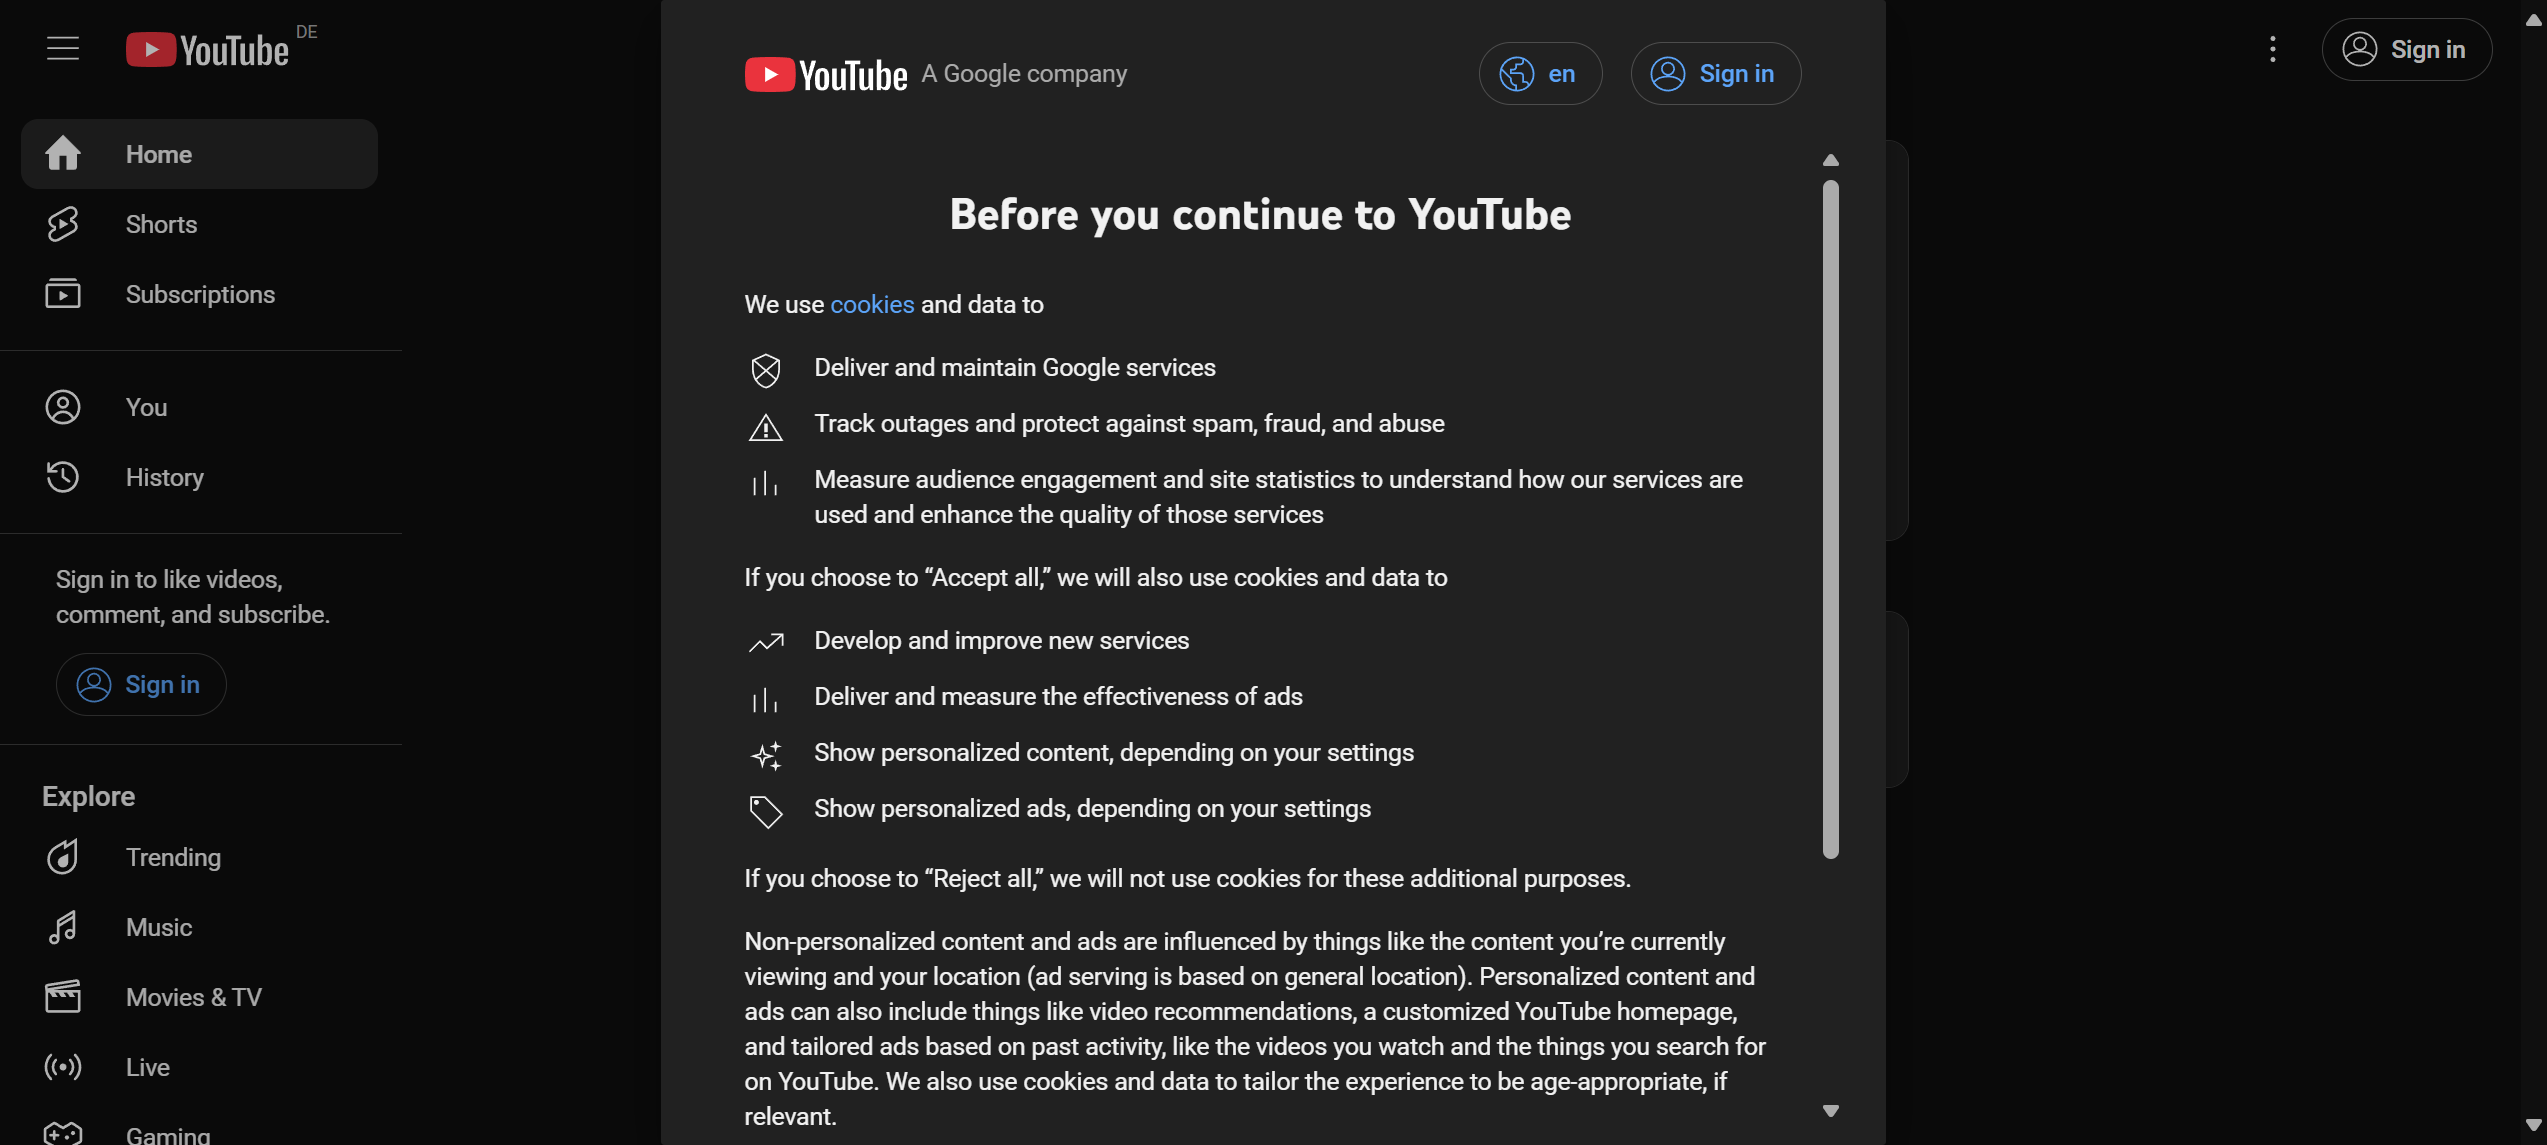 YouTube DE
Home
Shorts
Subscriptions
You
History
Sign in to like videos,
comment, and subscribe.
Sign in
Explore
Trending
Music
Movies & TV
Live
Gaming
YouTube A Google company
en
Sign in
Before you continue to YouTube
We use cookies and data to
Deliver and maintain Google services
Track outages and protect against spam, fraud, and abuse
Measure audience engagement and site statistics to understand how our services are
used and enhance the quality of those services
If you choose to “Accept all,” we will also use cookies and data to
Develop and improve new services
Deliver and measure the effectiveness of ads
Show personalized content, depending on your settings
Show personalized ads, depending on your settings
If you choose to “Reject all,” we will not use cookies for these additional purposes.
Non-personalized content and ads are influenced by things like the content you’re currently
viewing and your location (ad serving is based on general location). Personalized content and
ads can also include things like video recommendations, a customized YouTube homepage,
and tailored ads based on past activity, like the videos you watch and the things you search for
on YouTube. We also use cookies and data to tailor the experience to be age-appropriate, if
relevant.
Sign in